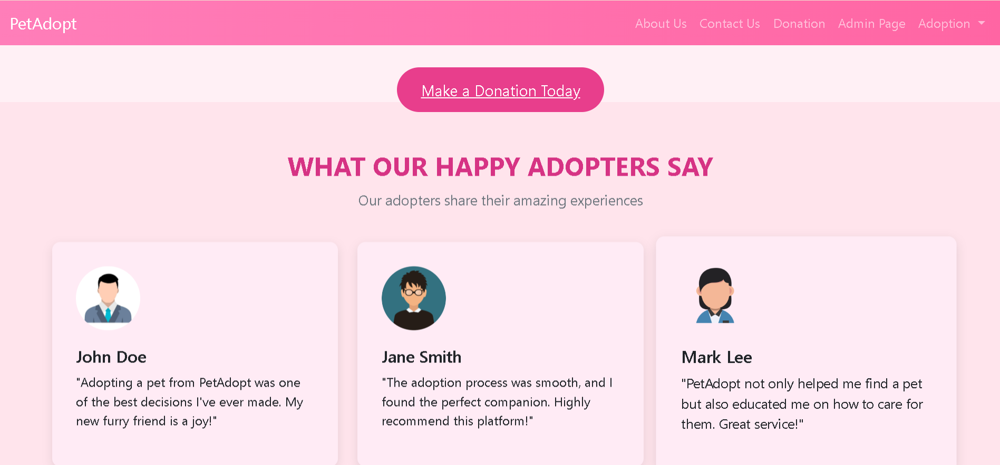 PetAdopt
About Us Contact Us Donation Admin Page Adoption
Make a Donation Today
WHAT OUR HAPPY ADOPTERS SAY
Our adopters share their amazing experiences
John Doe
"Adopting a pet from PetAdopt was one
of the best decisions I've ever made. My
new furry friend is a joy!"
Jane Smith
"The adoption process was smooth, and I
found the perfect companion. Highly
recommend this platform!"
Mark Lee
"PetAdopt not only helped me find a pet
but also educated me on how to care for
them. Great service!"